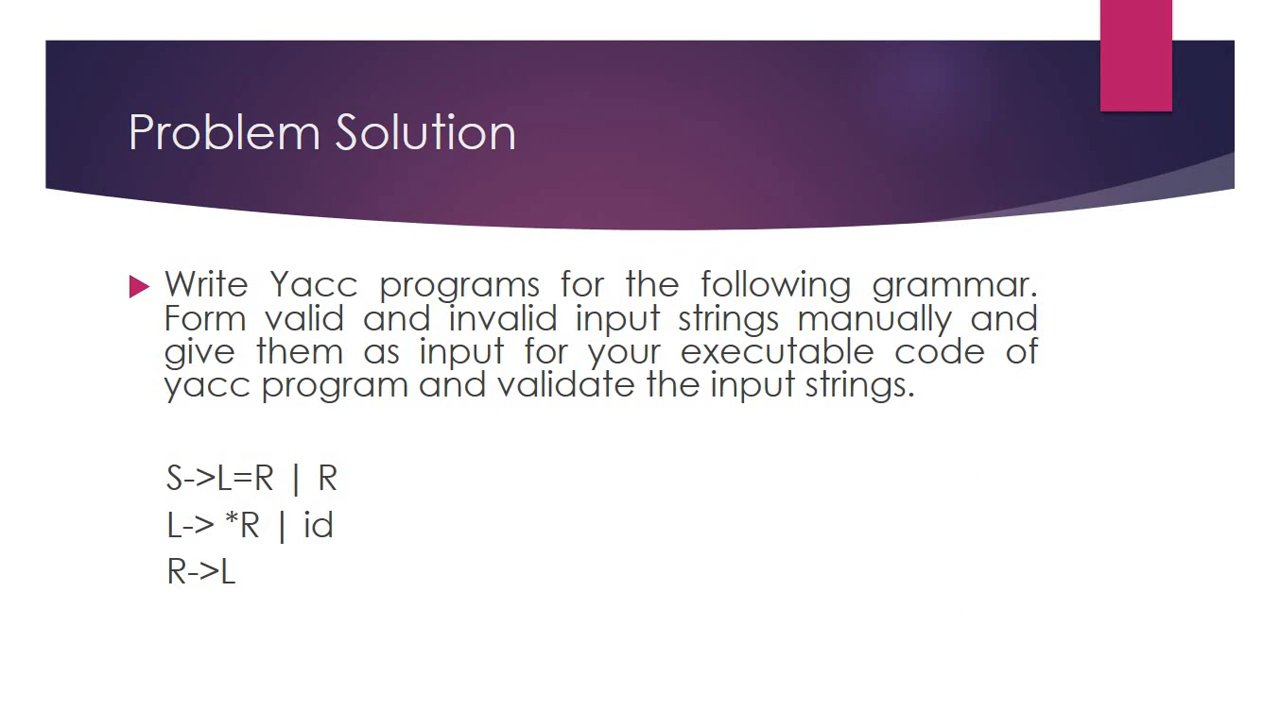 Problem Solution
Write Yacc programs for the following grammar.
Form valid and invalid input strings manually and
give them as input for your executable code of
yacc program and validate the input strings.
S->L=R | R
L-> *R | id
R->L